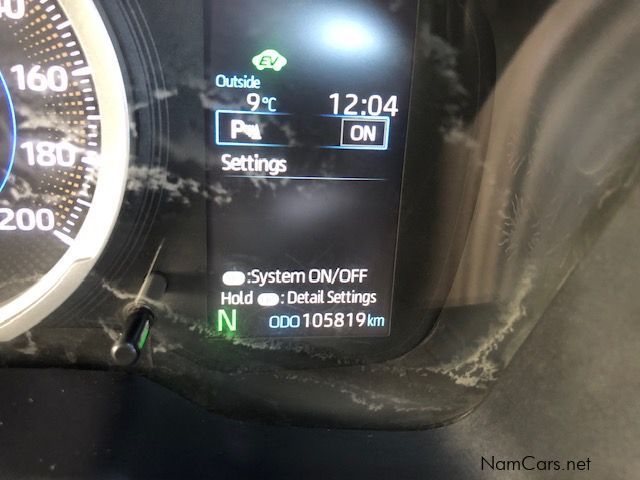 160
180
200
EV
Outside
9°C 12:04
P ON
Settings
:System ON/OFF
Hold : Detail Settings
N ODO 105819 km
NamCars.net